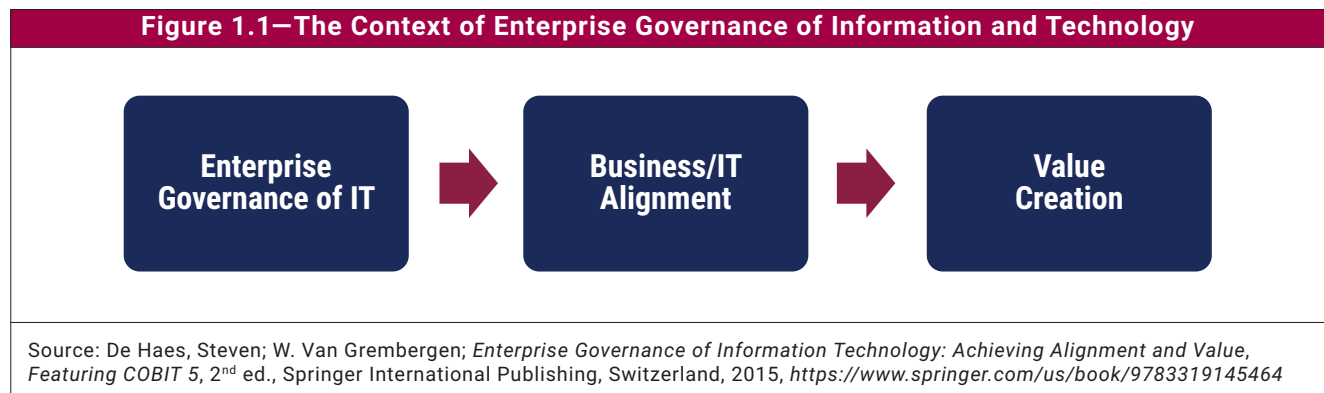 Figure 1.1—The Context of Enterprise Governance of Information and Technology
Enterprise
Governance of IT
Business/IT
Alignment
Value
Creation
Source: De Haes, Steven; W. Van Grembergen; Enterprise Governance of Information Technology: Achieving Alignment and Value,
Featuring COBIT 5, 2nd ed., Springer International Publishing, Switzerland, 2015, https://www.springer.com/us/book/9783319145464